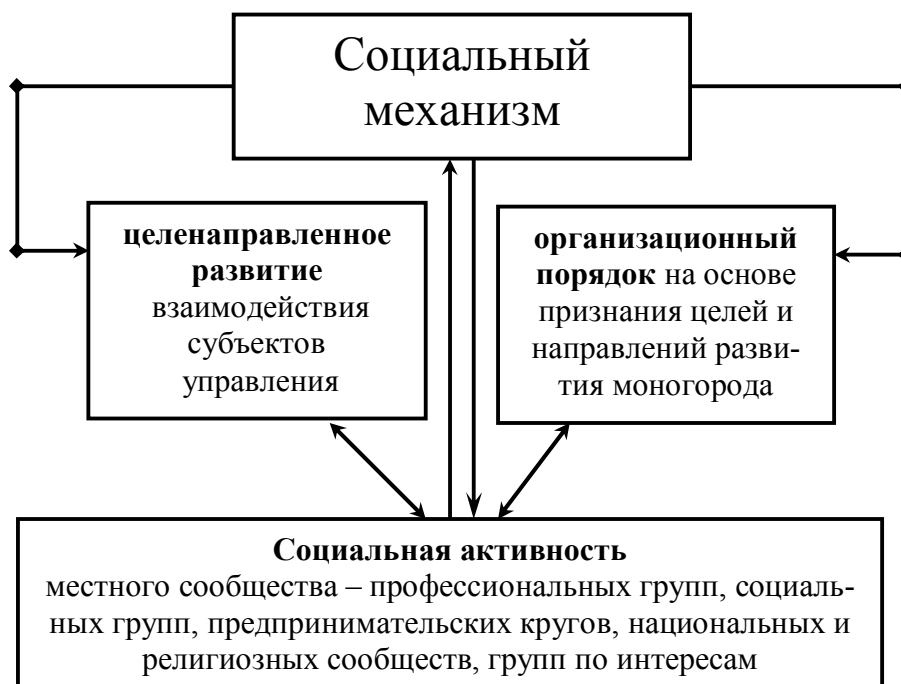 Социальный
механизм
целенаправленное
развитие
взаимодействия
субъектов
управления
организационный
порядок на основе
признания целей и
направлений разви-
тия моногорода
Социальная активность
местного сообщества – профессиональных групп, социаль-
ных групп, предпринимательских кругов, национальных и
религиозных сообществ, групп по интересам